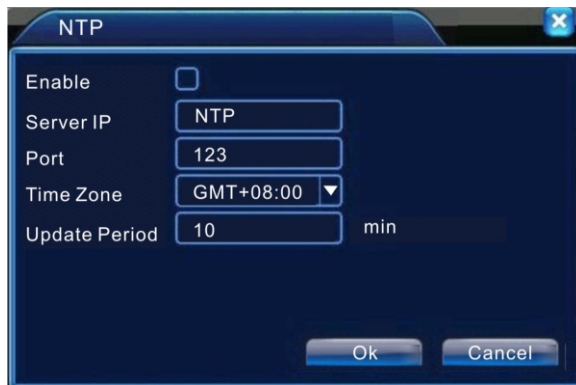 NTP
Enable
Server IP NTP
Port 123
Time Zone GMT+08:00
Update Period 10 min
Ok Cancel